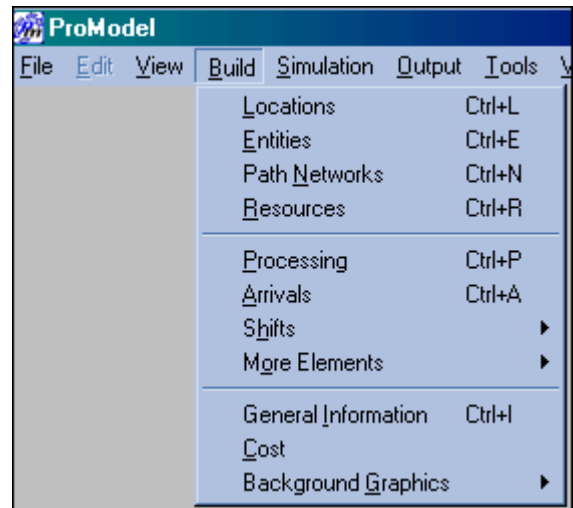 ProModel
File Edit View Build Simulation Output Tools
Locations Ctrl+L
Entities Ctrl+E
Path Networks Ctrl+N
Resources Ctrl+R
Processing Ctrl+P
Arrivals Ctrl+A
Shifts
More Elements
General Information Ctrl+I
Cost
Background Graphics